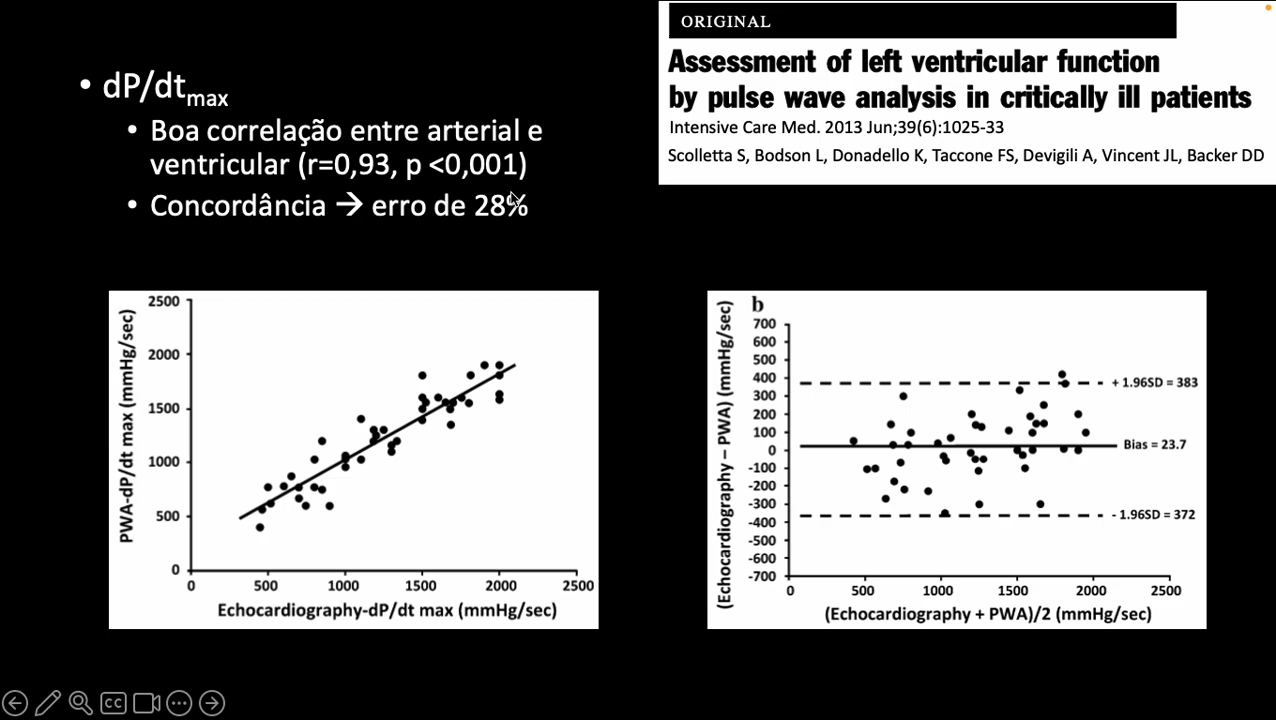 • dP/dtmax
• Boa correlação entre arterial e
ventricular (r=0,93, p <0,001)
• Concordância → erro de 28%
ORIGINAL
Assessment of left ventricular function
by pulse wave analysis in critically ill patients
Intensive Care Med. 2013 Jun;39(6):1025-33
Scolletta S, Bodson L, Donadello K, Taccone FS, Devigili A, Vincent JL, Backer DD
PWA-dP/dt max (mmHg/sec)
2500
2000
1500
1000
500
0
0 500 1000 1500 2000 2500
Echocardiography-dP/dt max (mmHg/sec)
b
(Echocardiography – PWA) (mmHg/sec)
700
600
500
400
300
200
100
0
-100
-200
-300
-400
-500
-600
-700
+ 1.96SD = 383
Bias = 23.7
- 1.96SD = 372
0 500 1000 1500 2000 2500
(Echocardiography + PWA)/2 (mmHg/sec)
CC